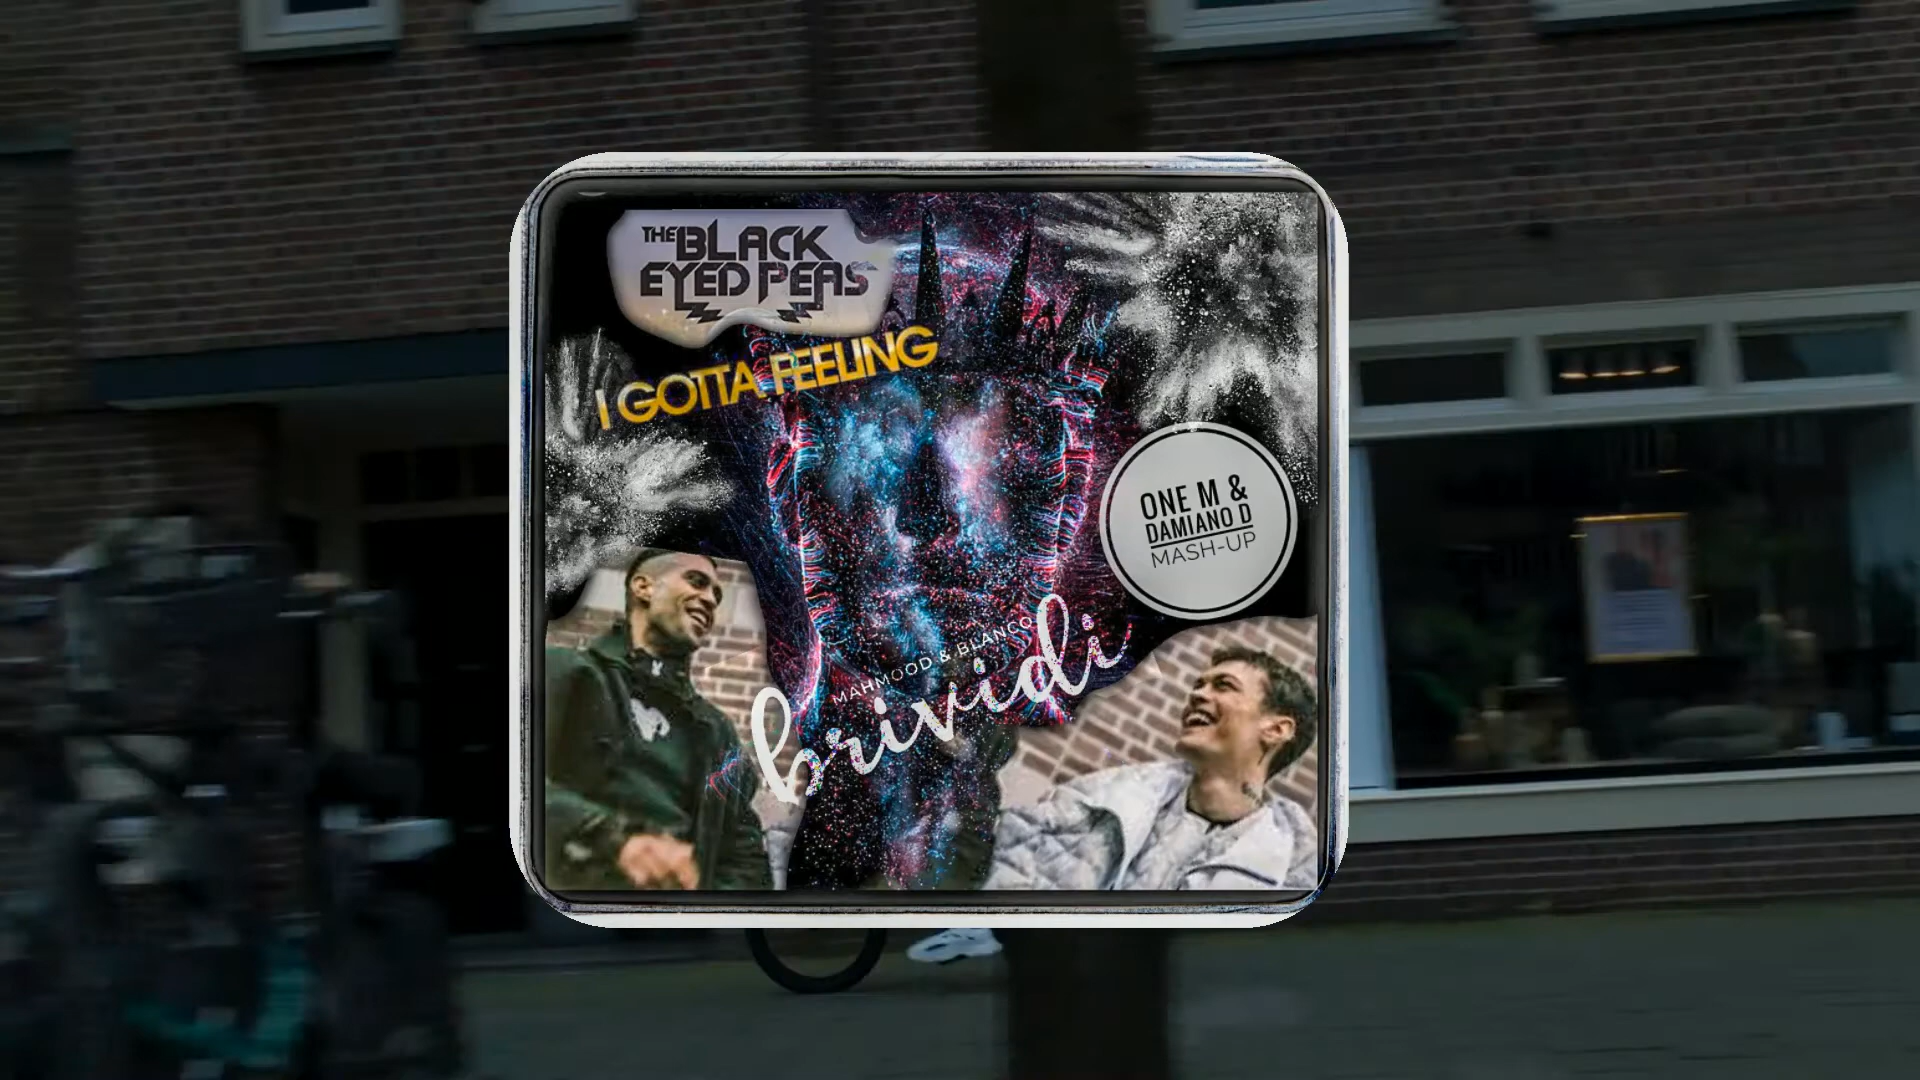 THE BLACK
EYED PEAS
I GOTTA FEELING
ONE M &
DAMIANO D
MASH-UP
MAHMOOD & BLANCO
brividi